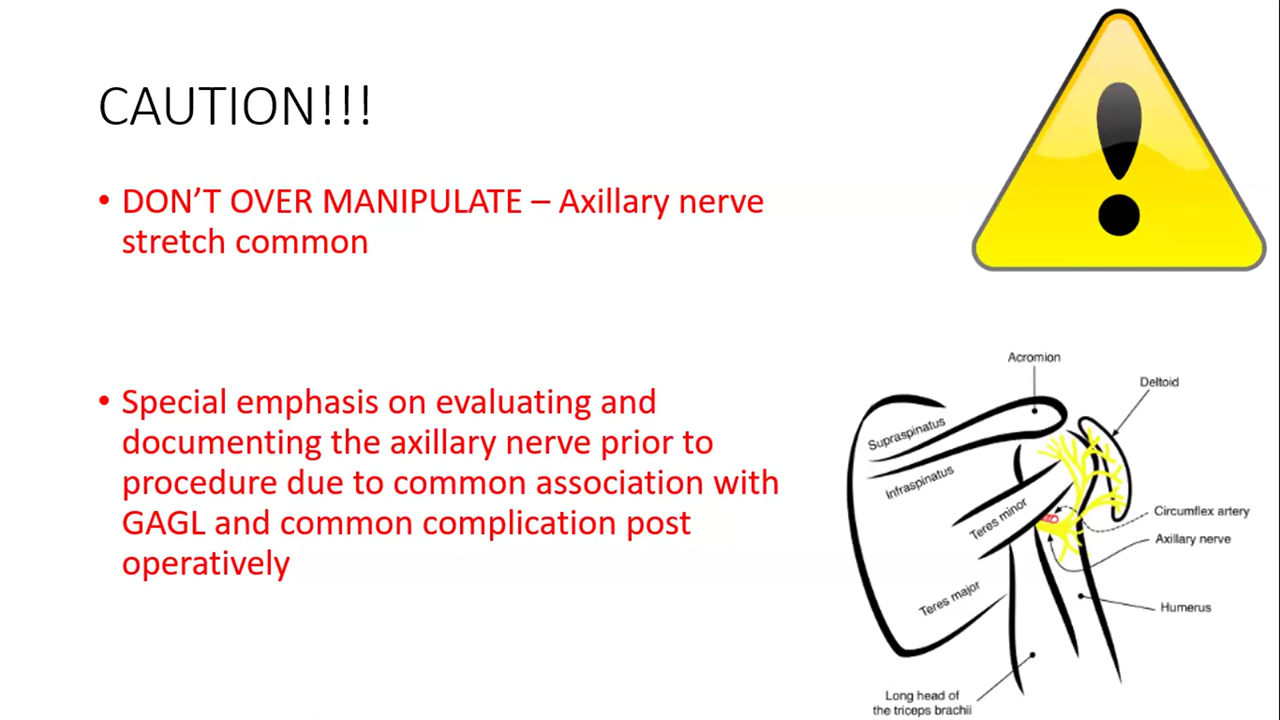 CAUTION!!!
• DON’T OVER MANIPULATE – Axillary nerve
stretch common
• Special emphasis on evaluating and
documenting the axillary nerve prior to
procedure due to common association with
GAGL and common complication post
operatively
Acromion
Deltoid
Supraspinatus
Infraspinatus
Teres minor
Circumflex artery
Axillary nerve
Teres major
Humerus
Long head of
the triceps brachii